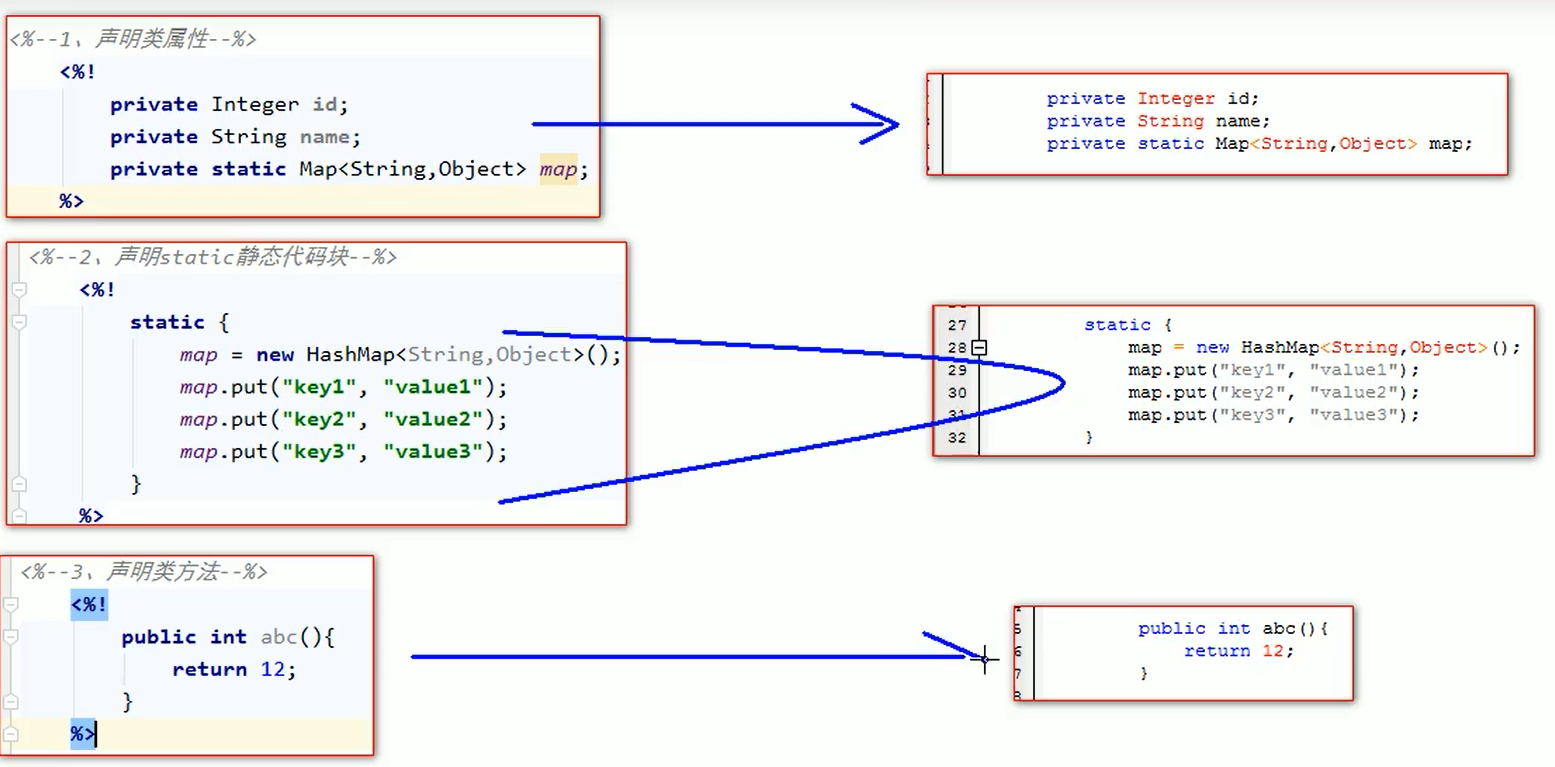 <%--1、声明类属性--%>
<%!
private Integer id;
private String name;
private static Map<String,Object> map;
%>
private Integer id;
private String name;
private static Map<String,Object> map;
<%--2、声明static静态代码块--%>
<%!
static {
map = new HashMap<String,Object>();
map.put("key1", "value1");
map.put("key2", "value2");
map.put("key3", "value3");
}
%>
27 static {
28 map = new HashMap<String,Object>();
29 map.put("key1", "value1");
30 map.put("key2", "value2");
31 map.put("key3", "value3");
32 }
<%--3、声明类方法--%>
<%!
public int abc(){
return 12;
}
%>
5 public int abc(){
6 return 12;
7 }
8